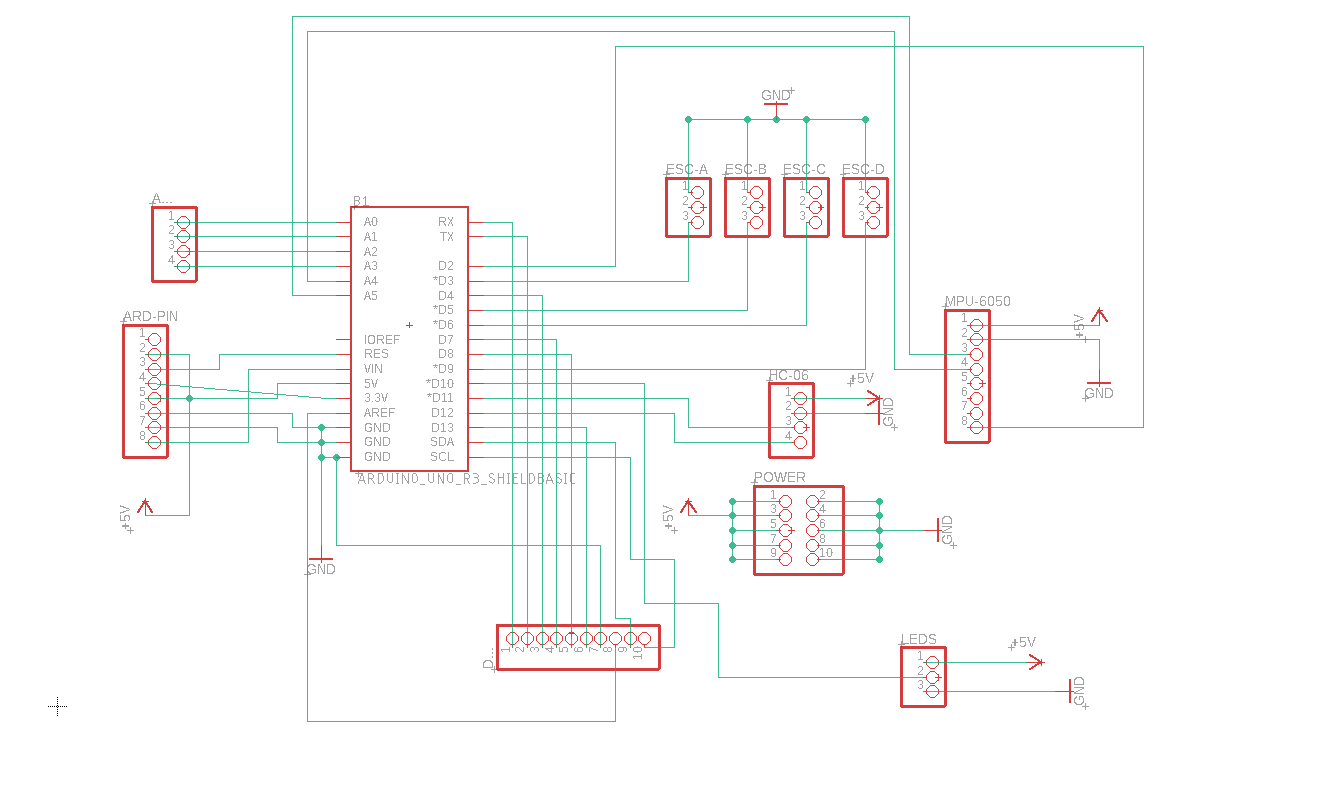 GND
ESC-A ESC-B ESC-C ESC-D
1 1 1 1
2 2 2 2
3 3 3 3
A...
1
2
3
4
B1
A0 RX
A1 TX
A2
A3 D2
A4 *D3
A5 D4
*D5
*D6
IOREF D7
RES D8
VIN *D9
5V *D10
3.3V *D11
AREF D12
GND D13
GND SDA
GND SCL
ARDUINO_UNO_R3_SHIELDBASIC
ARD-PIN
1
2
3
4
5
6
7
8
+5V
GND
MPU-6050
1
2
3
4
5
6
7
8
+5V
GND
HC-06
1
2
3
4
+5V
GND
POWER
1 2
3 4
5 6
7 8
9 10
+5V
GND
D...
1 2 3 4 5 6 7 8 9 10
LEDS
1
2
3
+5V
GND